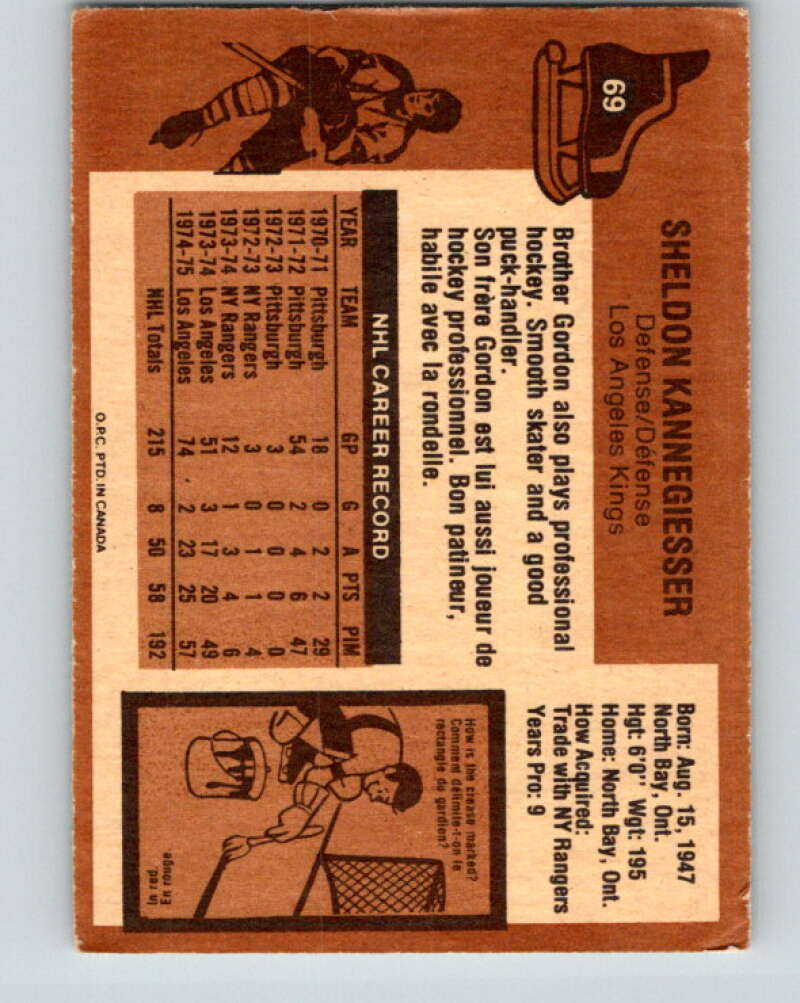 69
SHELDON KANNEGIESSER
Defense/Défense
Los Angeles Kings
Brother Gordon also plays professional
hockey. Smooth skater and a good
puck-handler.
Son frère Gordon est lui aussi joueur de
hockey professionnel. Bon patineur,
habile avec la rondelle.
NHL CAREER RECORD
YEAR TEAM GP G A PTS PIM
1970-71 Pittsburgh 18 0 2 2 29
1971-72 Pittsburgh 54 2 4 6 47
1972-73 Pittsburgh 3 0 0 0 0
1972-73 NY Rangers 3 0 1 1 4
1973-74 NY Rangers 12 1 3 4 6
1973-74 Los Angeles 51 3 17 20 49
1974-75 Los Angeles 74 2 23 25 57
NHL Totals 215 8 50 58 192
O.P.C. PTD. IN CANADA
Born: Aug. 15, 1947
North Bay, Ont.
Hgt: 6'0" Wgt: 195
Home: North Bay, Ont.
How Acquired:
Trade with NY Rangers
Years Pro: 9
How is the crease marked?
Comment délimite-t-on le
rectangle du gardien?
In red.
En rouge.